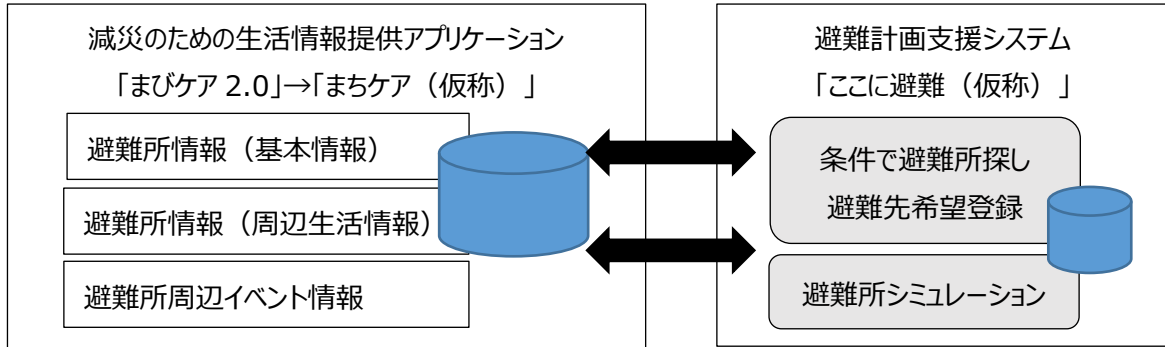 減災のための生活情報提供アプリケーション
「まびケア 2.0」→「まちケア（仮称）」
避難所情報（基本情報）
避難所情報（周辺生活情報）
避難所周辺イベント情報
避難計画支援システム
「ここに避難（仮称）」
条件で避難所探し
避難先希望登録
避難所シミュレーション